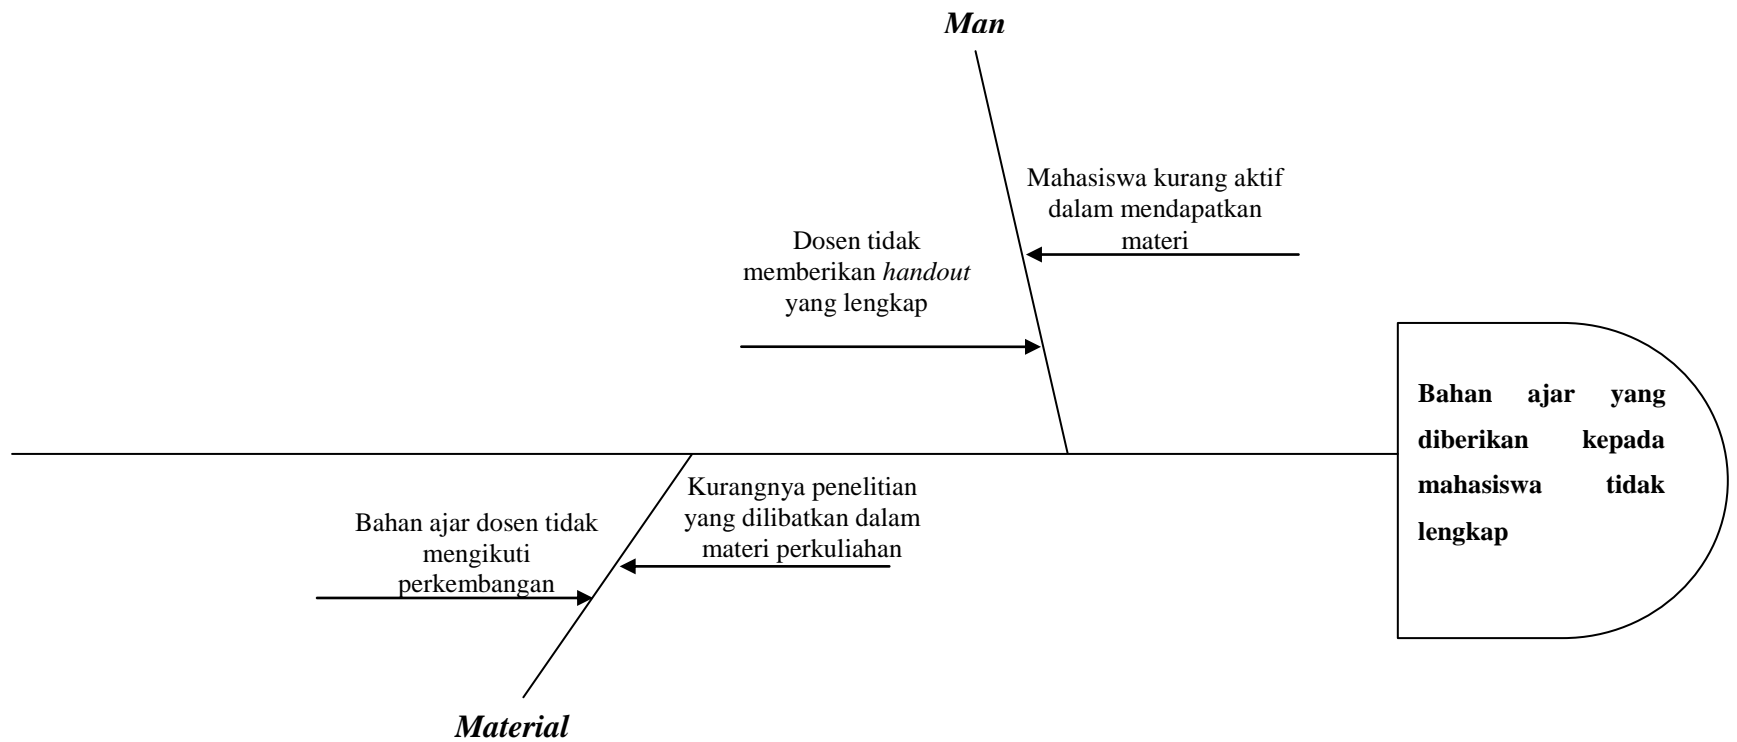 Man
Mahasiswa kurang aktif
dalam mendapatkan
materi
Dosen tidak
memberikan handout
yang lengkap
Bahan ajar yang
diberikan kepada
mahasiswa tidak
lengkap
Kurangnya penelitian
yang dilibatkan dalam
materi perkuliahan
Bahan ajar dosen tidak
mengikuti
perkembangan
Material